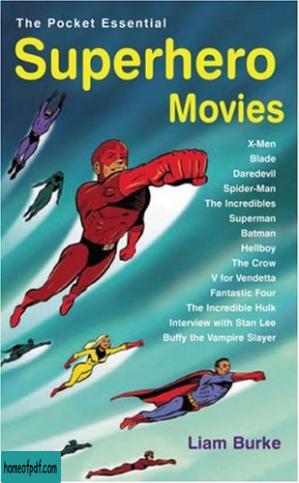 The Pocket Essential
Superhero
Movies
X-Men
Blade
Daredevil
Spider-Man
The Incredibles
Superman
Batman
Hellboy
The Crow
V for Vendetta
Fantastic Four
The Incredible Hulk
Interview with Stan Lee
Buffy the Vampire Slayer
Liam Burke
homeofpdf.com